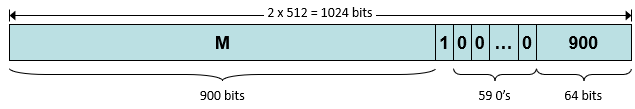 2 x 512 = 1024 bits
M 1 0 0 ... 0 900
900 bits 59 0's 64 bits